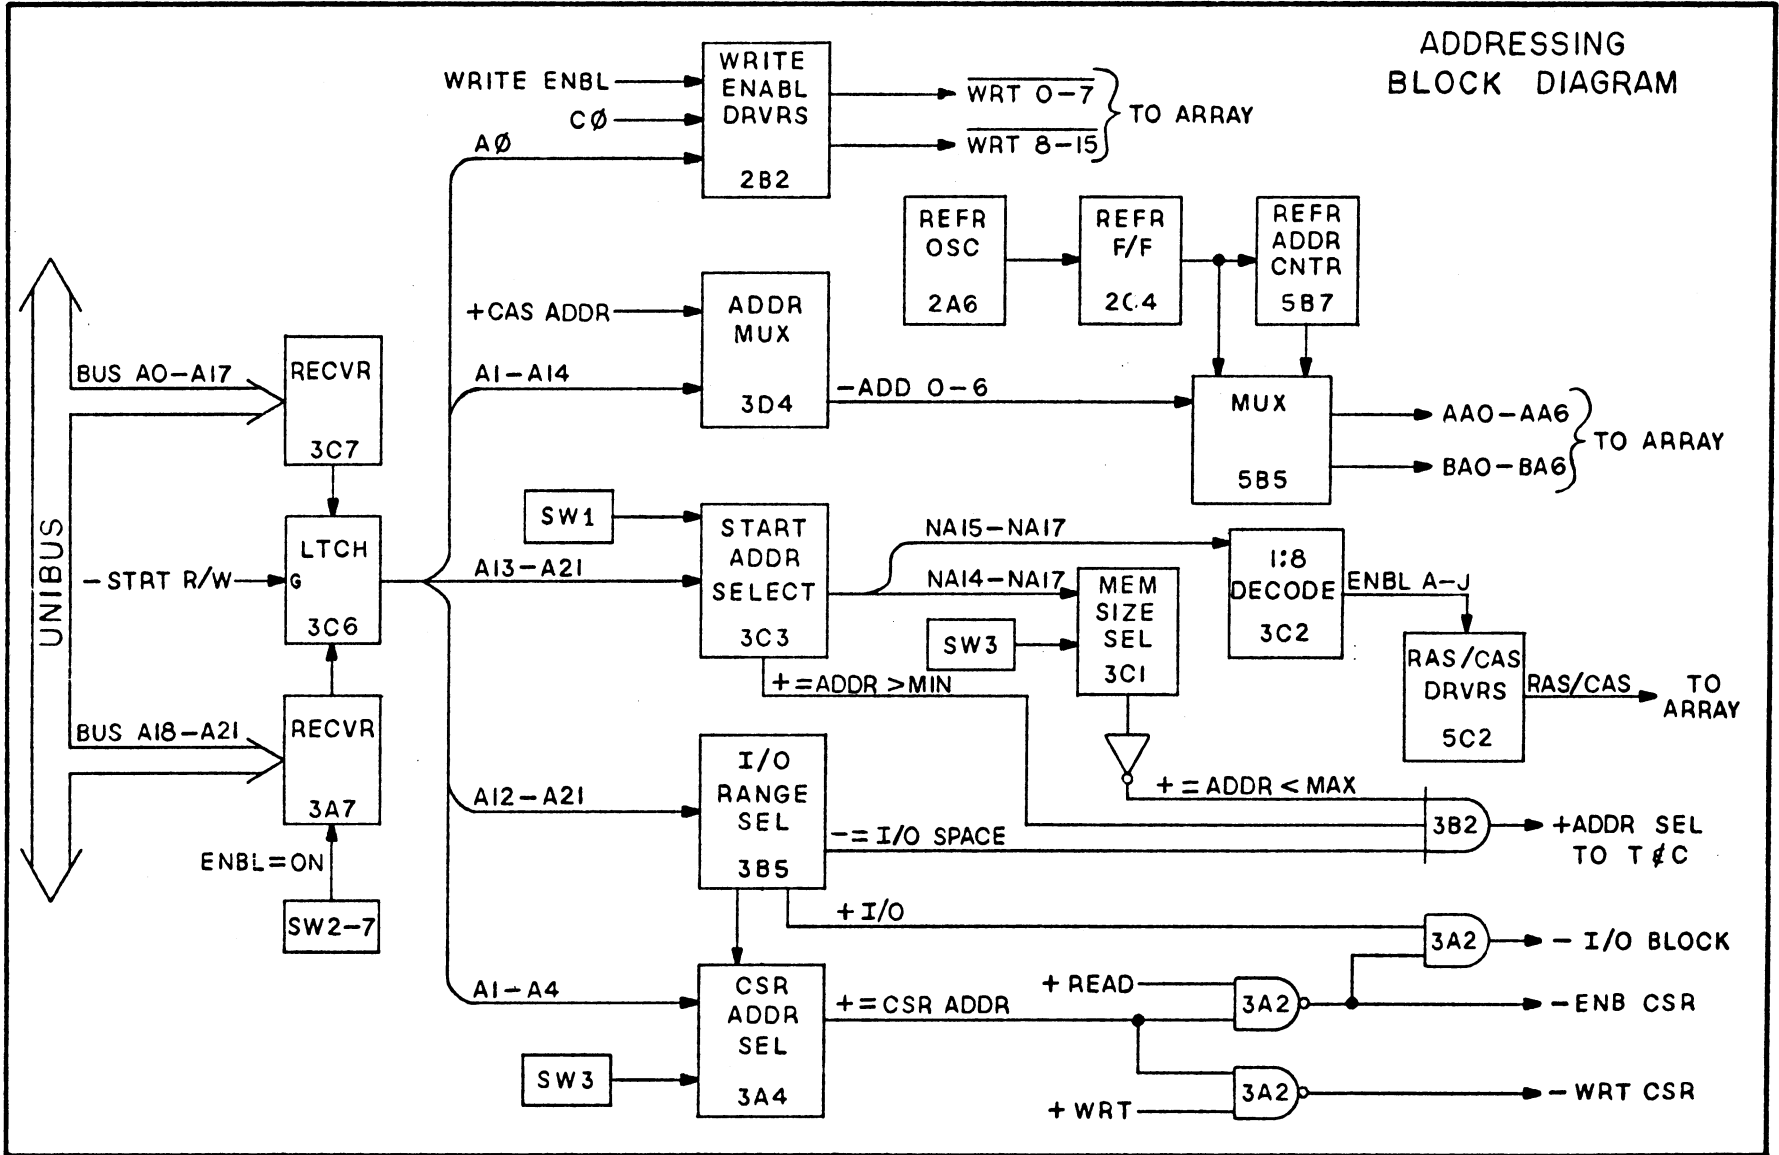 ADDRESSING
BLOCK DIAGRAM
WRITE ENBL
CØ
AØ
WRITE
ENABL
DRVRS
2B2
WRT 0-7
WRT 8-15
TO ARRAY
REFR
OSC
2A6
REFR
F/F
2C4
REFR
ADDR
CNTR
5B7
+CAS ADDR
A1-A14
ADDR
MUX
3D4
-ADD 0-6
MUX
5B5
AA0-AA6
BA0-BA6
TO ARRAY
UNIBUS
BUS A0-A17
RECVR
3C7
-STRT R/W
LTCH
G
3C6
BUS A18-A21
RECVR
3A7
ENBL=ON
SW2-7
SW1
A13-A21
START
ADDR
SELECT
3C3
NA15-NA17
NA14-NA17
SW3
MEM
SIZE
SEL
3C1
1:8
DECODE
3C2
ENBL A-J
RAS/CAS
DRVRS
5C2
RAS/CAS
TO
ARRAY
+=ADDR>MIN
+=ADDR<MAX
A12-A21
I/O
RANGE
SEL
3B5
-=I/O SPACE
3B2
+ADDR SEL
TO T & C
+I/O
3A2
- I/O BLOCK
A1-A4
SW3
CSR
ADDR
SEL
3A4
+=CSR ADDR
+READ
3A2
-ENB CSR
+WRT
3A2
-WRT CSR